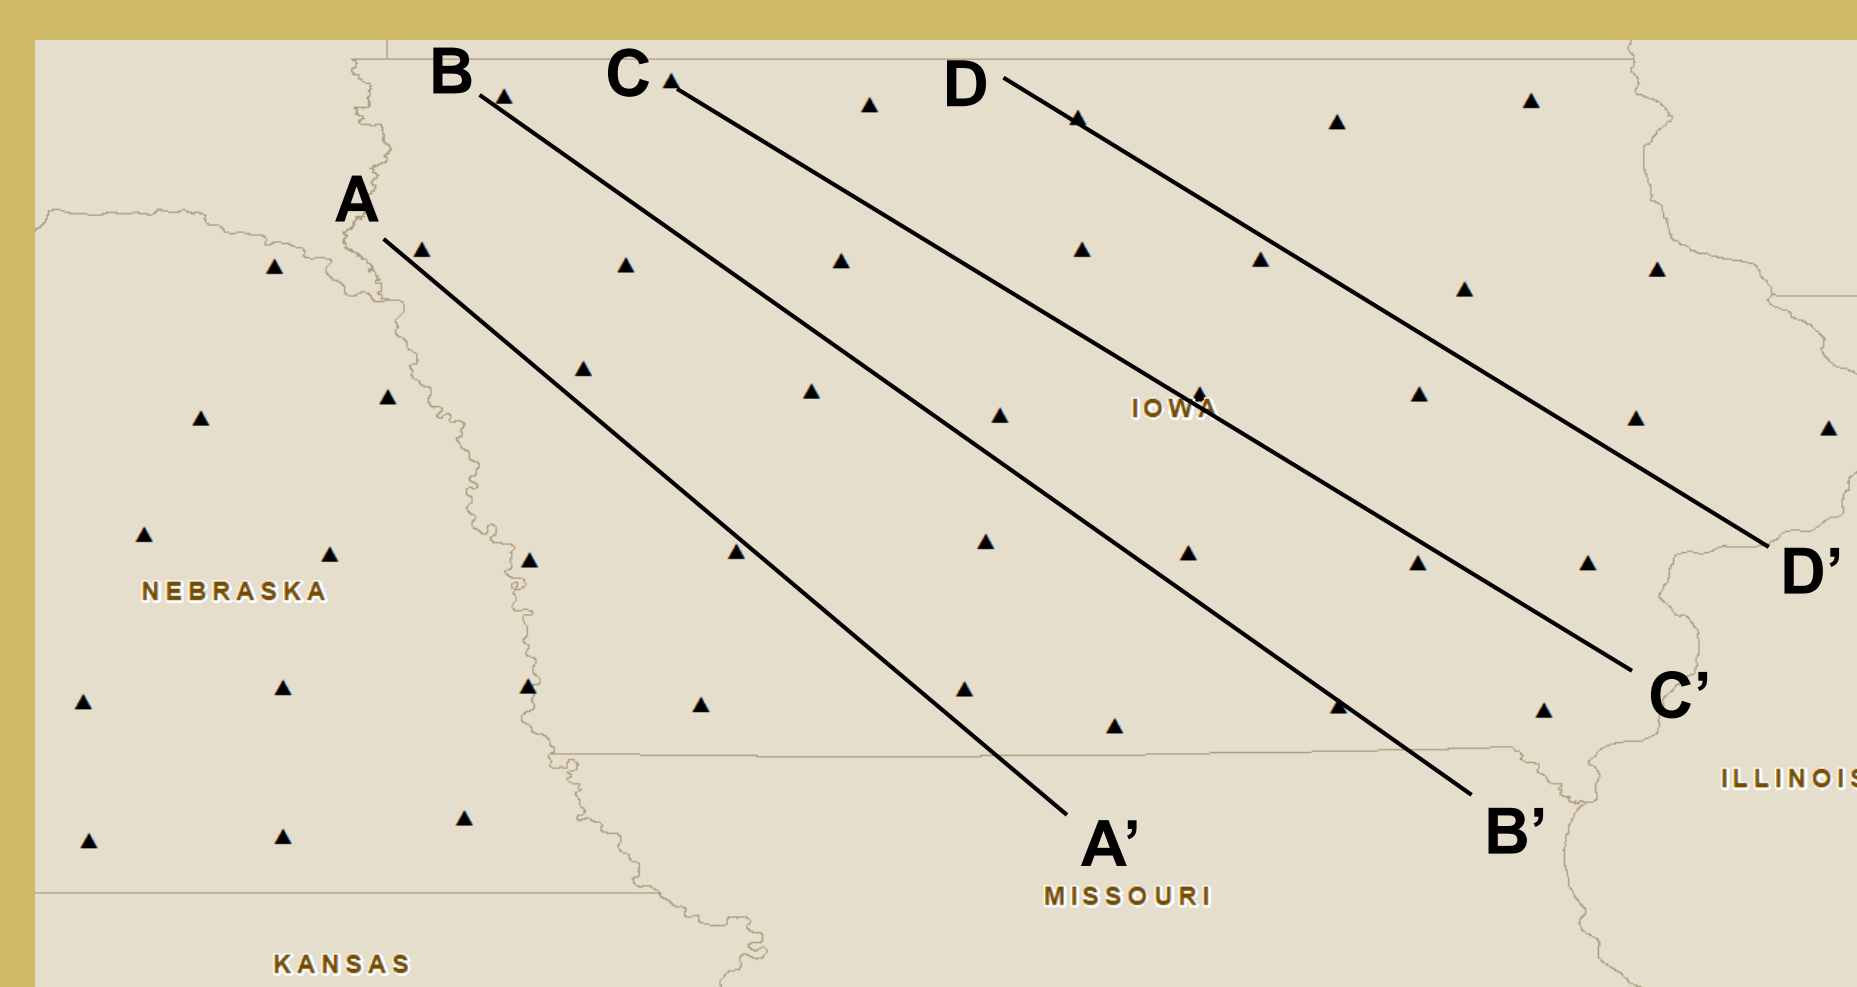 B
C
D
A
IOWA
D’
NEBRASKA
C’
ILLINOIS
B’
A’
MISSOURI
KANSAS